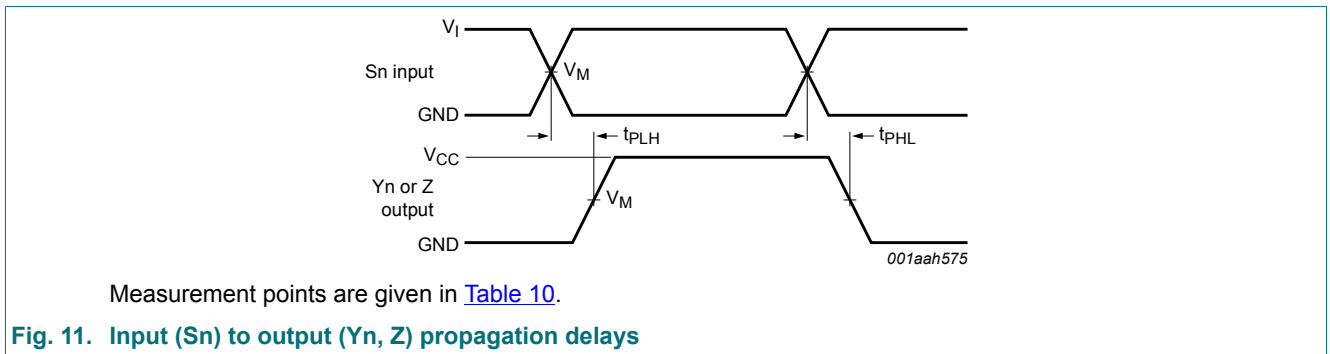 VI
Sn input
VM
GND
tPLH
tPHL
VCC
Yn or Z
output
VM
GND
001aah575
Measurement points are given in Table 10.
Fig. 11. Input (Sn) to output (Yn, Z) propagation delays